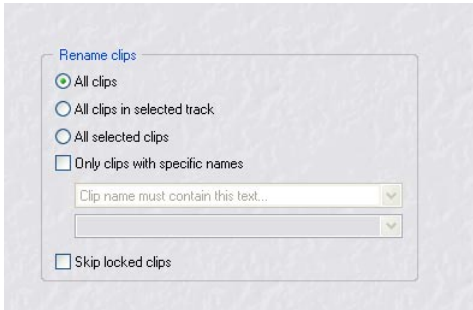 Rename clips
All clips
All clips in selected track
All selected clips
Only clips with specific names
Clip name must contain this text...
Skip locked clips